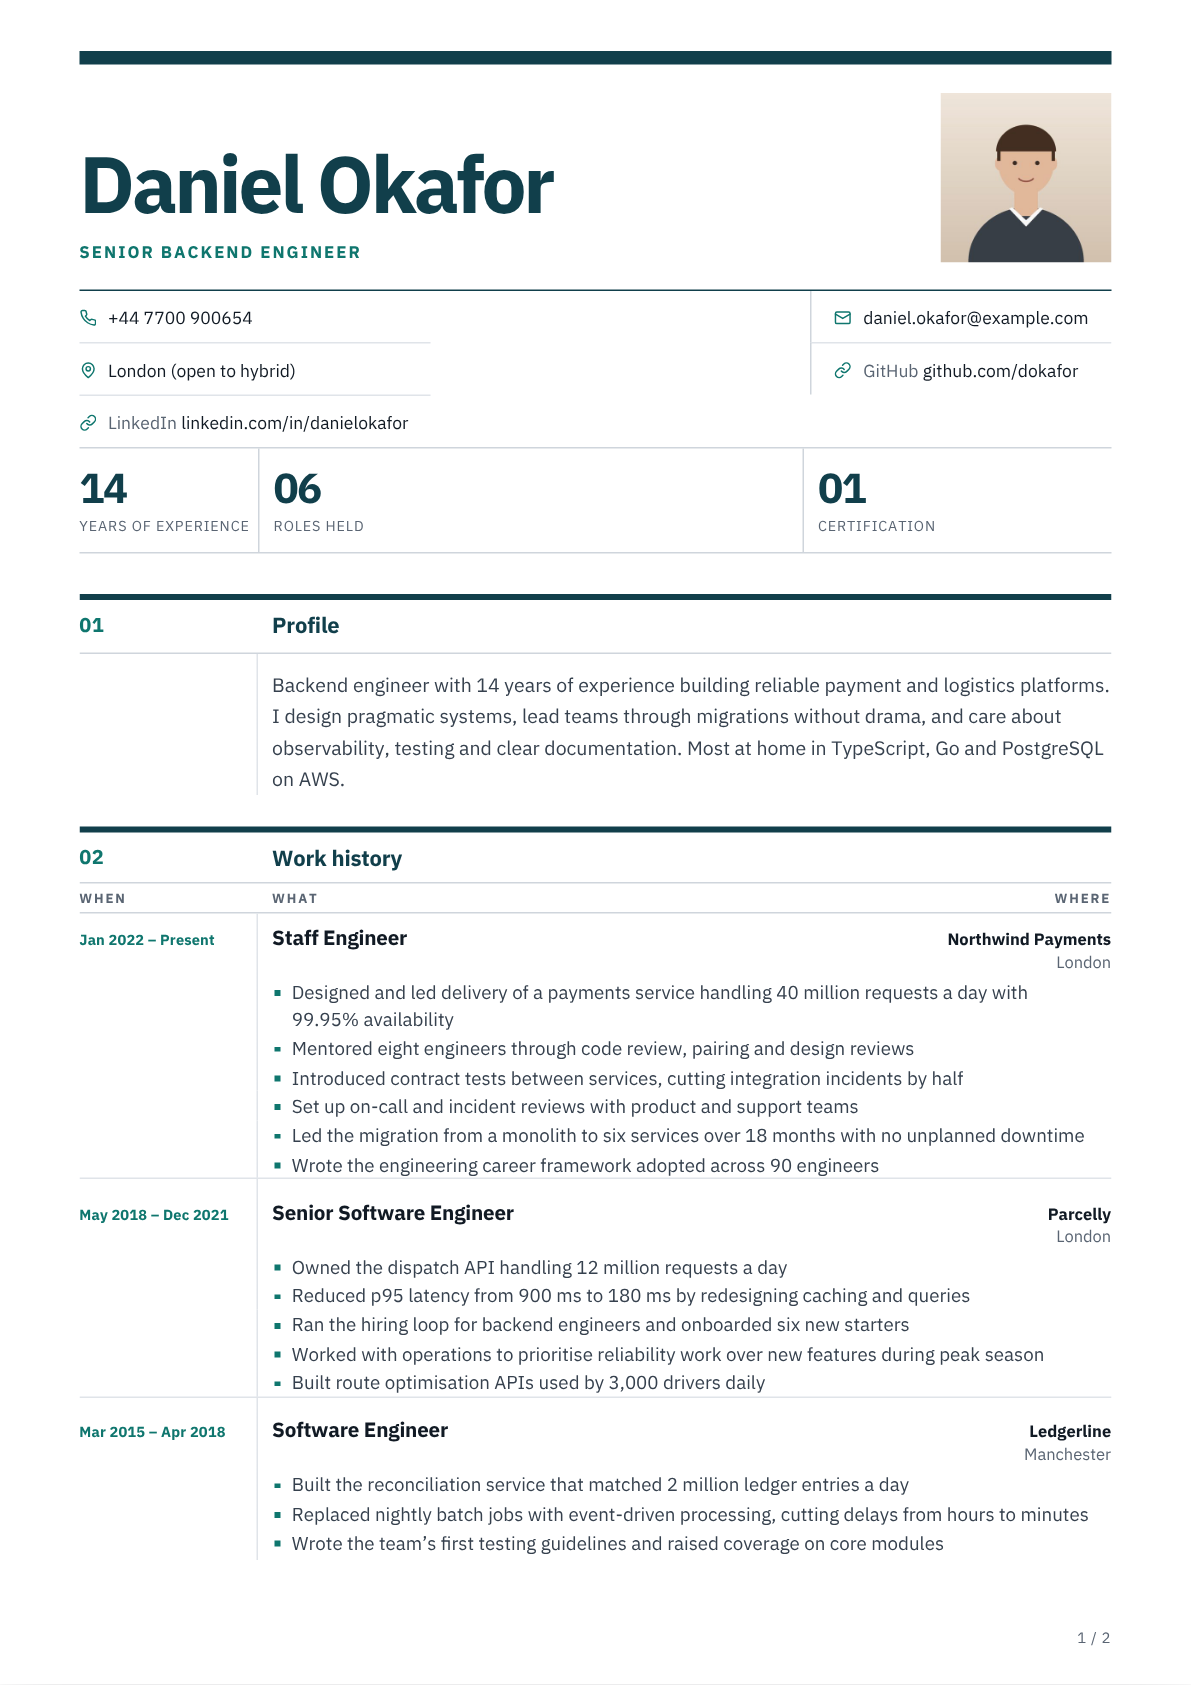 Daniel Okafor
SENIOR BACKEND ENGINEER
+44 7700 900654
daniel.okafor@example.com
London (open to hybrid)
GitHub github.com/dokafor
LinkedIn linkedin.com/in/danielokafor
14
YEARS OF EXPERIENCE
06
ROLES HELD
01
CERTIFICATION
01 Profile
Backend engineer with 14 years of experience building reliable payment and logistics platforms.
I design pragmatic systems, lead teams through migrations without drama, and care about
observability, testing and clear documentation. Most at home in TypeScript, Go and PostgreSQL
on AWS.
02 Work history
WHEN WHAT WHERE
Jan 2022 – Present Staff Engineer Northwind Payments
London
▪ Designed and led delivery of a payments service handling 40 million requests a day with
99.95% availability
▪ Mentored eight engineers through code review, pairing and design reviews
▪ Introduced contract tests between services, cutting integration incidents by half
▪ Set up on-call and incident reviews with product and support teams
▪ Led the migration from a monolith to six services over 18 months with no unplanned downtime
▪ Wrote the engineering career framework adopted across 90 engineers
May 2018 – Dec 2021 Senior Software Engineer Parcelly
London
▪ Owned the dispatch API handling 12 million requests a day
▪ Reduced p95 latency from 900 ms to 180 ms by redesigning caching and queries
▪ Ran the hiring loop for backend engineers and onboarded six new starters
▪ Worked with operations to prioritise reliability work over new features during peak season
▪ Built route optimisation APIs used by 3,000 drivers daily
Mar 2015 – Apr 2018 Software Engineer Ledgerline
Manchester
▪ Built the reconciliation service that matched 2 million ledger entries a day
▪ Replaced nightly batch jobs with event-driven processing, cutting delays from hours to minutes
▪ Wrote the team’s first testing guidelines and raised coverage on core modules
1 / 2